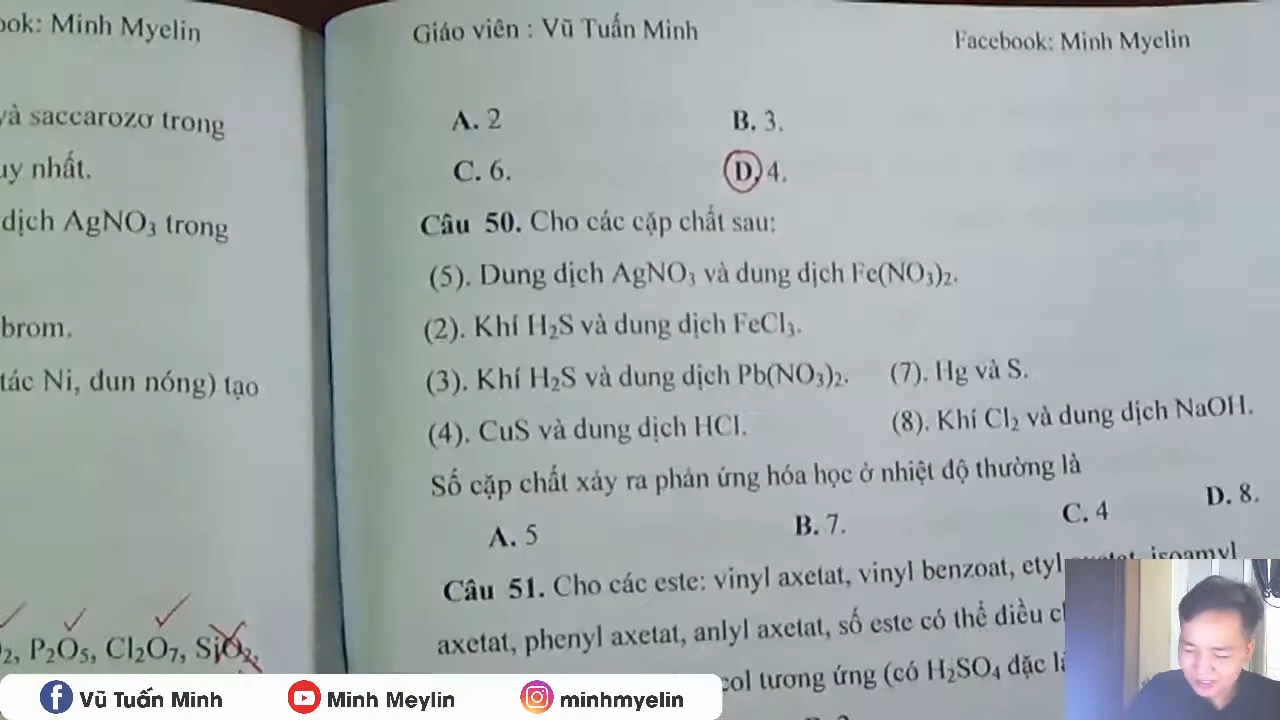 ook: Minh Myelin
và saccarozơ trong
uy nhất.
dịch AgNO₃ trong
brom.
tác Ni, đun nóng) tạo
₂, P₂O₅, Cl₂O₇, SiO₂,
Giáo viên : Vũ Tuấn Minh Facebook: Minh Myelin
A. 2 B. 3.
C. 6. D. 4.
Câu 50. Cho các cặp chất sau:
(5). Dung dịch AgNO₃ và dung dịch Fe(NO₃)₂.
(2). Khí H₂S và dung dịch FeCl₃.
(3). Khí H₂S và dung dịch Pb(NO₃)₂. (7). Hg và S.
(4). CuS và dung dịch HCl. (8). Khí Cl₂ và dung dịch NaOH.
Số cặp chất xảy ra phản ứng hóa học ở nhiệt độ thường là
A. 5 B. 7. C. 4 D. 8.
Câu 51. Cho các este: vinyl axetat, vinyl benzoat, etyl axetat, isoamyl
axetat, phenyl axetat, anlyl axetat, số este có thể điều
col tương ứng (có H₂SO₄ đặc
Vũ Tuấn Minh Minh Meylin minhmyelin